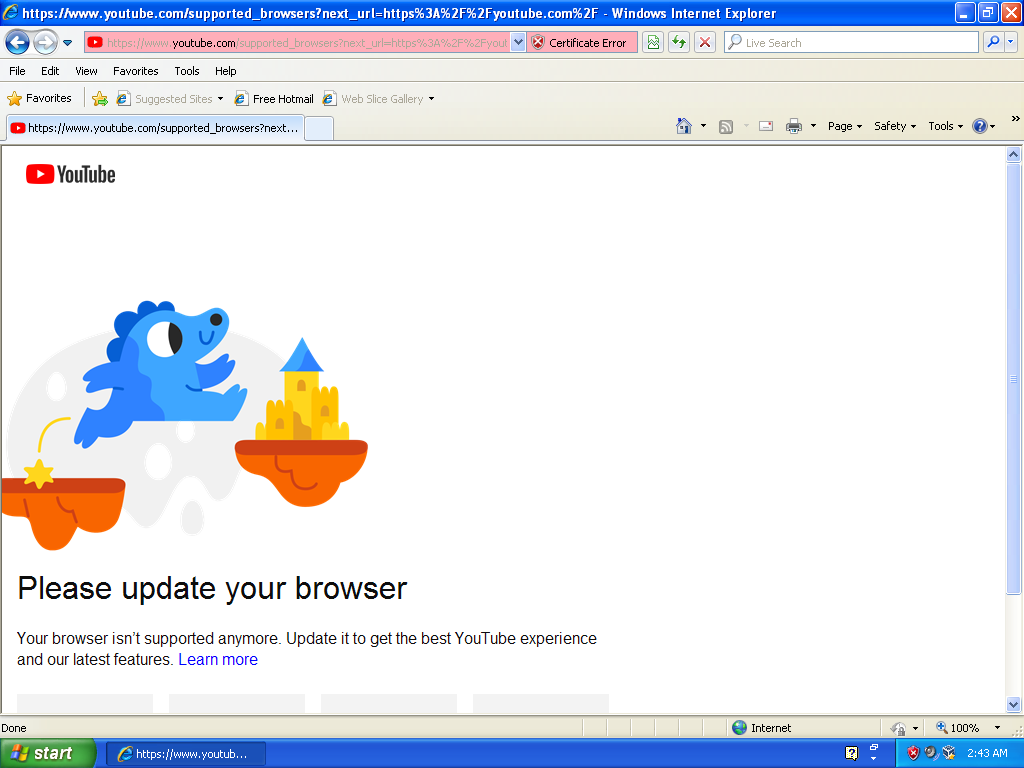 https://www.youtube.com/supported_browsers?next_url=https%3A%2F%2Fyoutube.com%2F - Windows Internet Explorer
https://www.youtube.com/supported_browsers?next_url=https%3A%2F%2Fyout
Certificate Error
Live Search
File Edit View Favorites Tools Help
Favorites Suggested Sites Free Hotmail Web Slice Gallery
https://www.youtube.com/supported_browsers?next...
Page Safety Tools
YouTube
Please update your browser
Your browser isn't supported anymore. Update it to get the best YouTube experience
and our latest features. Learn more
Done Internet 100%
start https://www.youtub... 2:43 AM